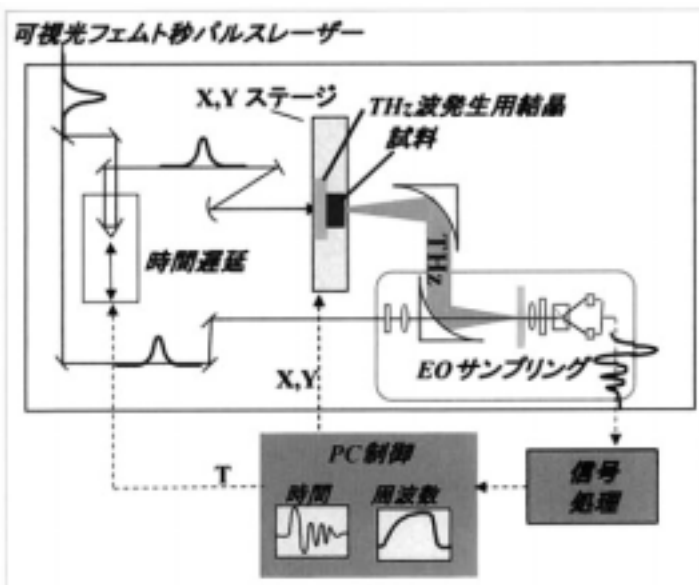 可視光フェムト秒パルスレーザー
X,Yステージ
THz波発生用結晶
試料
時間遅延
THz
EOサンプリング
X,Y
T
PC制御
時間
周波数
信号
処理